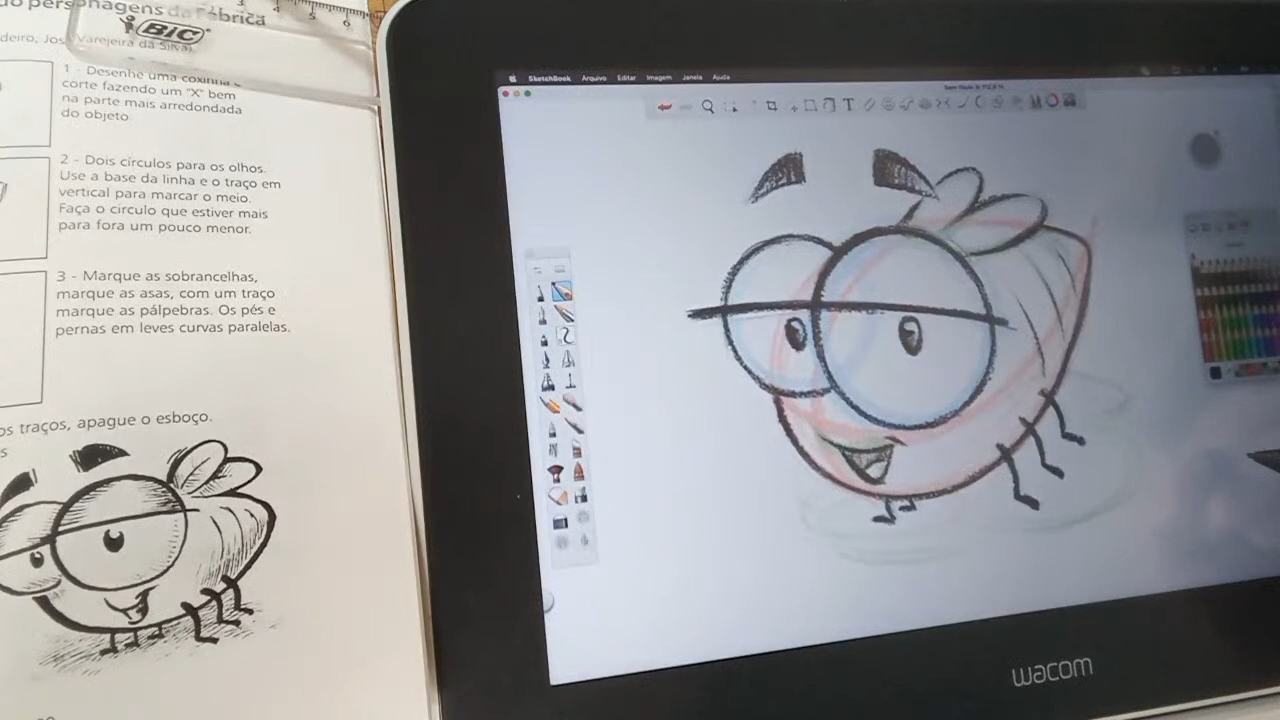 personagens da Fábrica
BIC
Varejeira da Silva)
1 - Desenhe uma coxinha e
corte fazendo um "X" bem
na parte mais arredondada
do objeto
2 - Dois círculos para os olhos.
Use a base da linha e o traço em
vertical para marcar o meio.
Faça o circulo que estiver mais
para fora um pouco menor.
3 - Marque as sobrancelhas,
marque as asas, com um traço
marque as pálpebras. Os pés e
pernas em leves curvas paralelas.
os traços, apague o esboço.
SketchBook Arquivo Editar Imagem Janela Ajuda
T
wacom